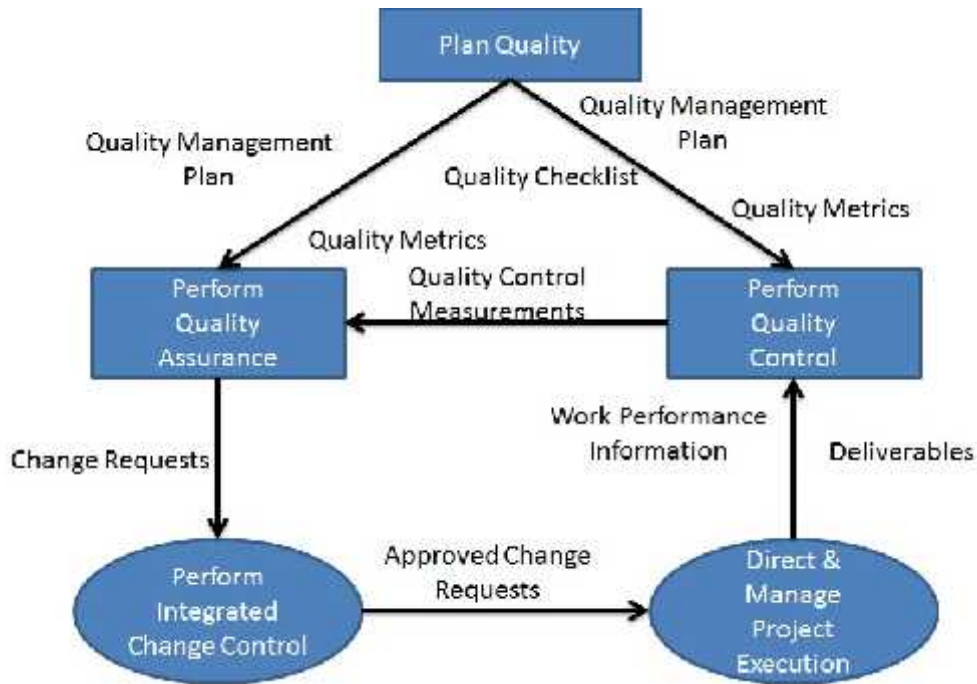 Plan Quality
Quality Management
Plan
Quality Management
Plan
Quality Checklist
Quality Metrics
Quality Metrics
Quality Control
Measurements
Perform
Quality
Assurance
Perform
Quality
Control
Change Requests
Work Performance
Information
Deliverables
Approved Change
Requests
Perform
Integrated
Change Control
Direct &
Manage
Project
Execution